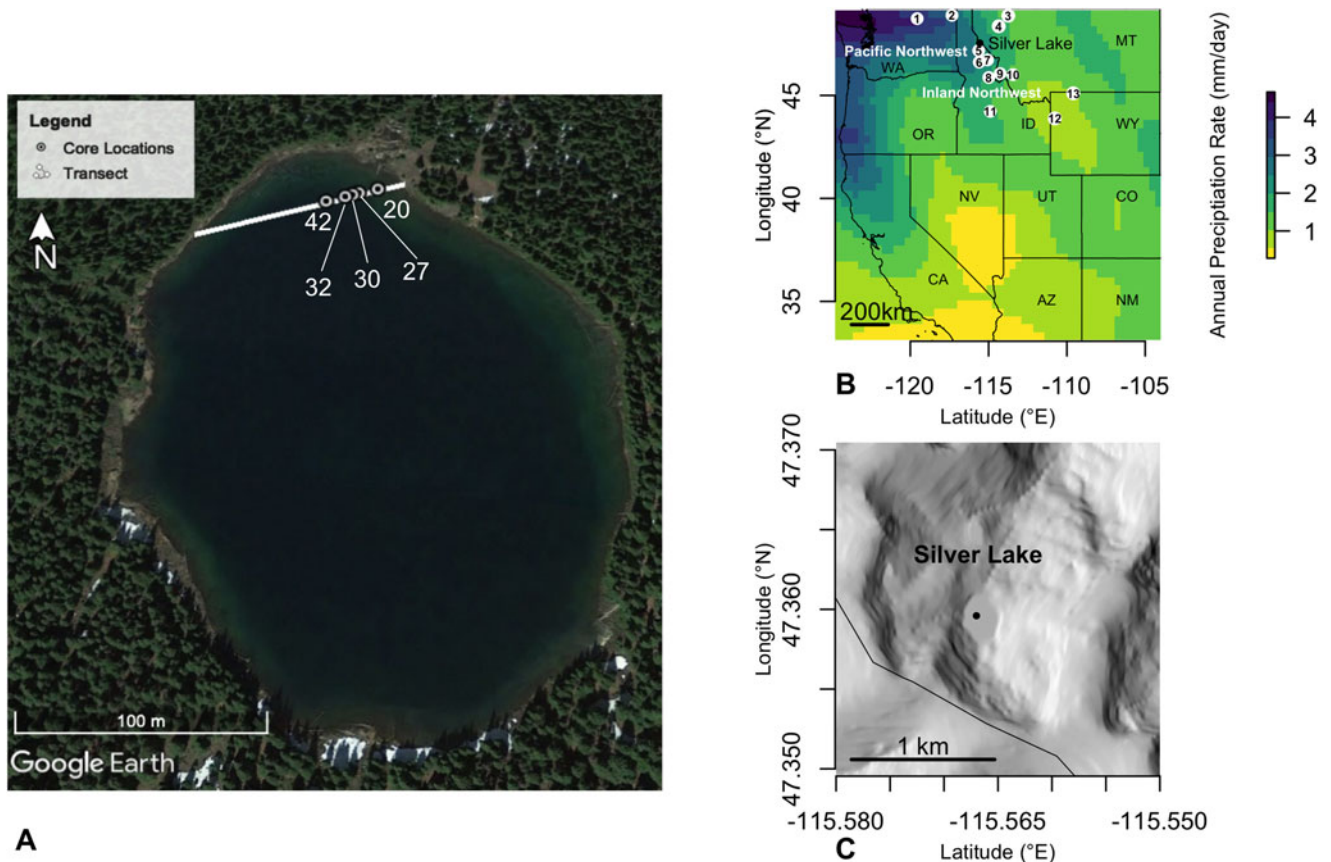 Legend
Core Locations
Transect
N
42
20
32
30
27
100 m
Google Earth
A
Annual Preciptiation Rate (mm/day)
4
3
2
1
Longitude (°N)
45
40
35
1
2
3
4
Silver Lake
MT
Pacific Northwest
5
6
7
WA
8
9
10
Inland Northwest
13
11
12
OR
ID
WY
NV
UT
CO
CA
AZ
NM
200km
-120
-115
-110
-105
B
Latitude (°E)
Longitude (°N)
47.370
47.360
47.350
Silver Lake
1 km
-115.580
-115.565
-115.550
C
Latitude (°E)